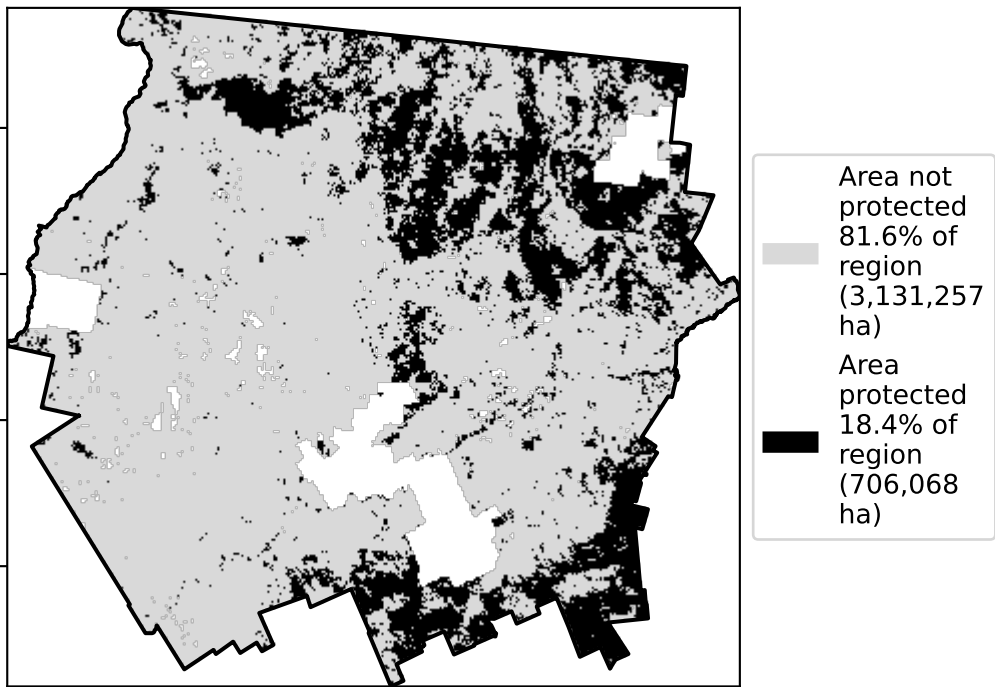 Area not
protected
81.6% of
region
(3,131,257
ha)
Area
protected
18.4% of
region
(706,068
ha)